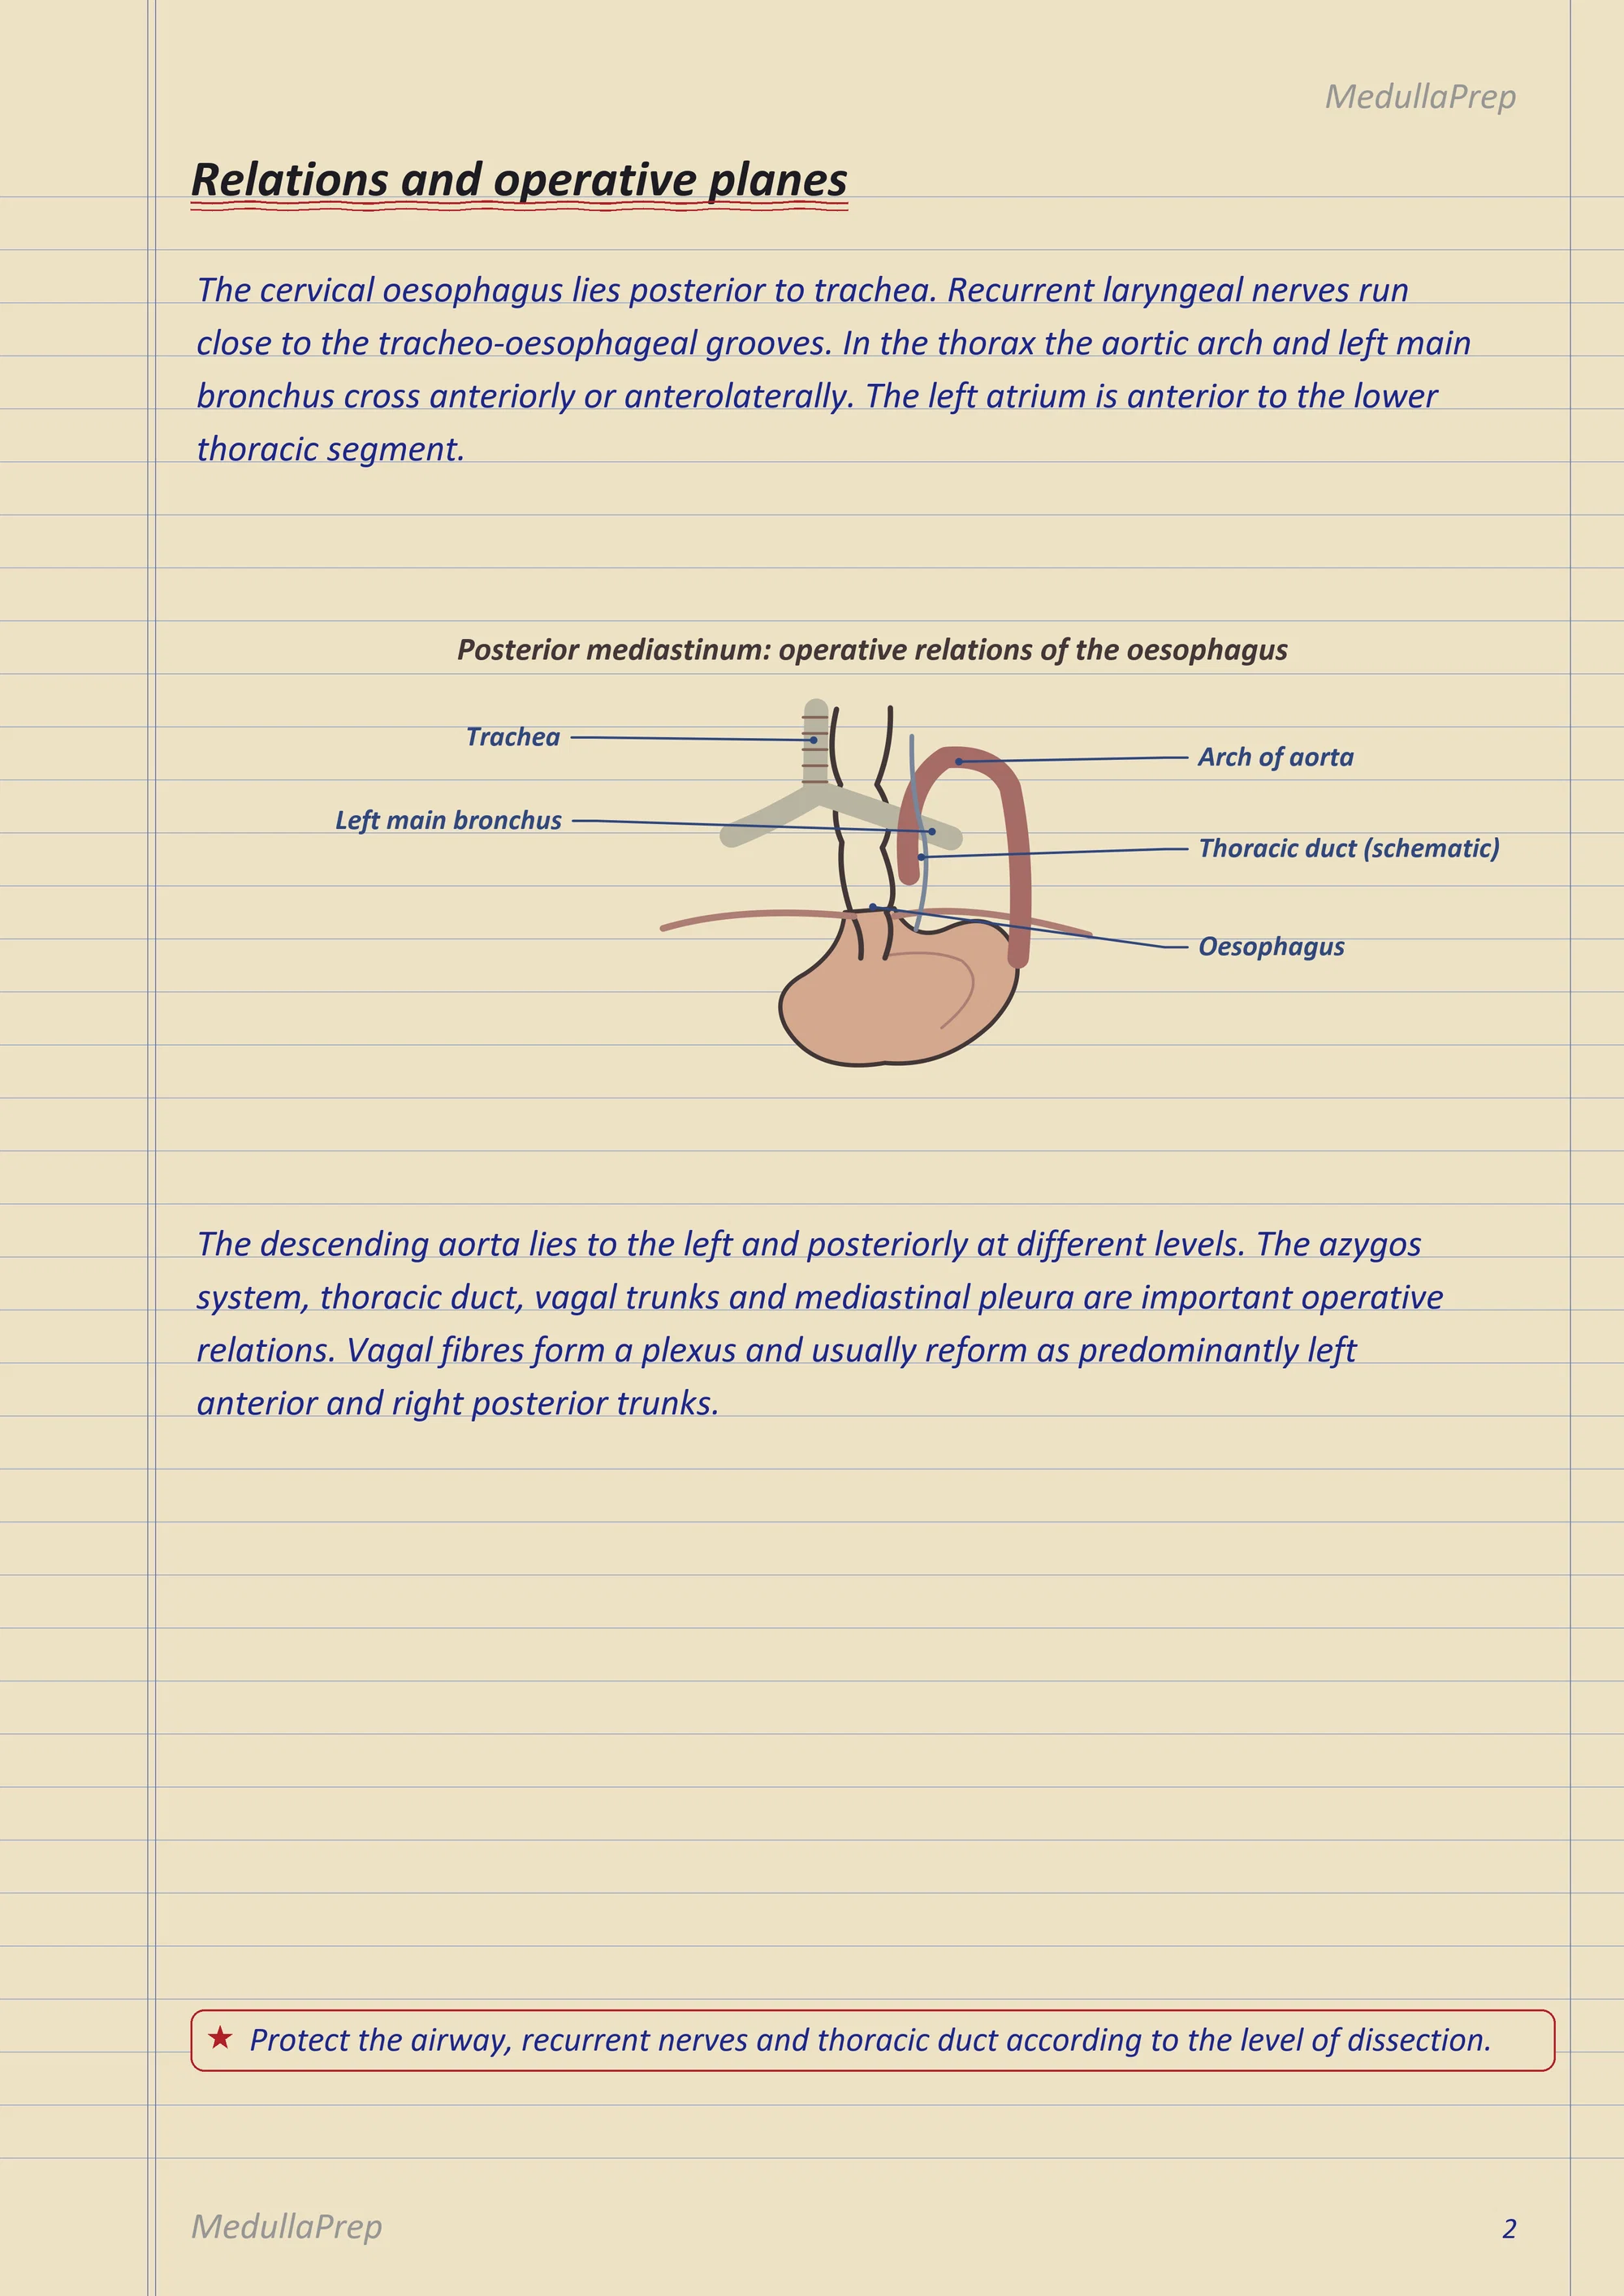 MedullaPrep
Relations and operative planes
The cervical oesophagus lies posterior to trachea. Recurrent laryngeal nerves run
close to the tracheo-oesophageal grooves. In the thorax the aortic arch and left main
bronchus cross anteriorly or anterolaterally. The left atrium is anterior to the lower
thoracic segment.
Posterior mediastinum: operative relations of the oesophagus
Trachea
Arch of aorta
Left main bronchus
Thoracic duct (schematic)
Oesophagus
The descending aorta lies to the left and posteriorly at different levels. The azygos
system, thoracic duct, vagal trunks and mediastinal pleura are important operative
relations. Vagal fibres form a plexus and usually reform as predominantly left
anterior and right posterior trunks.
★ Protect the airway, recurrent nerves and thoracic duct according to the level of dissection.
MedullaPrep
2